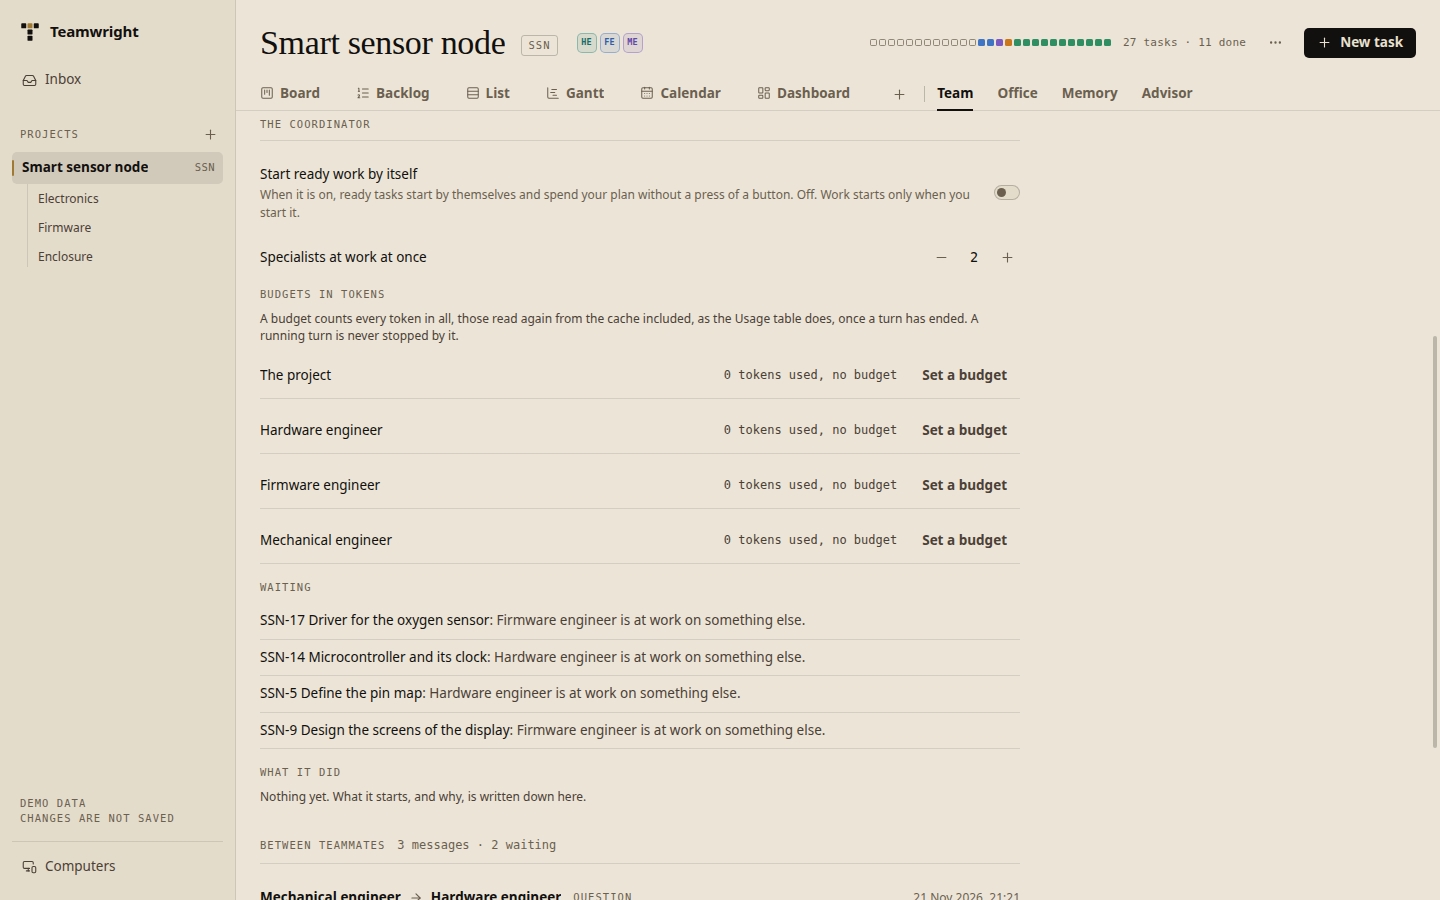 Teamwright
Inbox
PROJECTS
Smart sensor node SSN
Electronics
Firmware
Enclosure
DEMO DATA
CHANGES ARE NOT SAVED
Computers
Smart sensor node SSN HE FE ME
27 tasks · 11 done
New task
Board Backlog List Gantt Calendar Dashboard Team Office Memory Advisor
THE COORDINATOR
Start ready work by itself
When it is on, ready tasks start by themselves and spend your plan without a press of a button. Off. Work starts only when you
start it.
Specialists at work at once 2
BUDGETS IN TOKENS
A budget counts every token in all, those read again from the cache included, as the Usage table does, once a turn has ended. A
running turn is never stopped by it.
The project 0 tokens used, no budget Set a budget
Hardware engineer 0 tokens used, no budget Set a budget
Firmware engineer 0 tokens used, no budget Set a budget
Mechanical engineer 0 tokens used, no budget Set a budget
WAITING
SSN-17 Driver for the oxygen sensor: Firmware engineer is at work on something else.
SSN-14 Microcontroller and its clock: Hardware engineer is at work on something else.
SSN-5 Define the pin map: Hardware engineer is at work on something else.
SSN-9 Design the screens of the display: Firmware engineer is at work on something else.
WHAT IT DID
Nothing yet. What it starts, and why, is written down here.
BETWEEN TEAMMATES 3 messages · 2 waiting
Mechanical engineer → Hardware engineer QUESTION 21 Nov 2026, 21:21